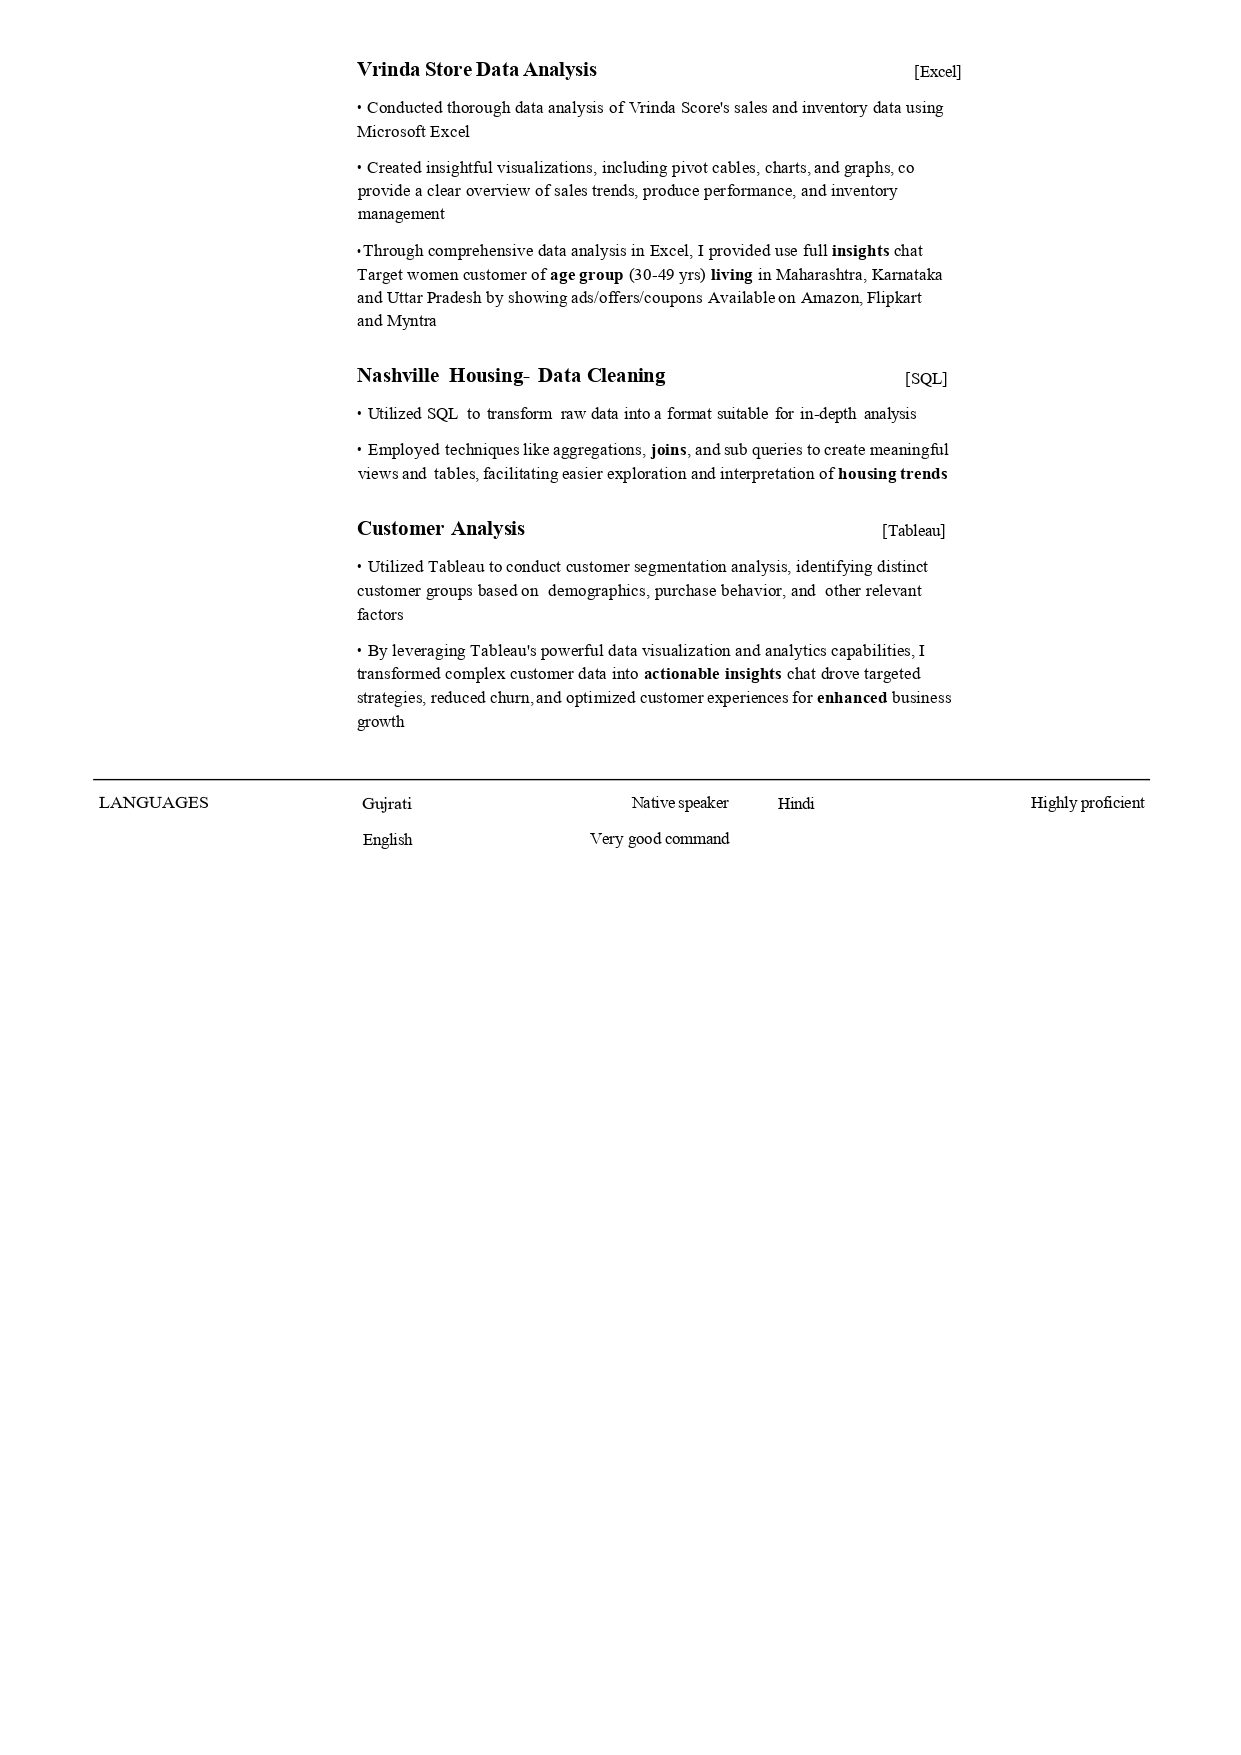 Vrinda Store Data Analysis [Excel]
• Conducted thorough data analysis of Vrinda Score's sales and inventory data using
Microsoft Excel
• Created insightful visualizations, including pivot cables, charts, and graphs, co
provide a clear overview of sales trends, produce performance, and inventory
management
•Through comprehensive data analysis in Excel, I provided use full insights chat
Target women customer of age group (30-49 yrs) living in Maharashtra, Karnataka
and Uttar Pradesh by showing ads/offers/coupons Available on Amazon, Flipkart
and Myntra
Nashville Housing- Data Cleaning [SQL]
• Utilized SQL to transform raw data into a format suitable for in-depth analysis
• Employed techniques like aggregations, joins, and sub queries to create meaningful
views and tables, facilitating easier exploration and interpretation of housing trends
Customer Analysis [Tableau]
• Utilized Tableau to conduct customer segmentation analysis, identifying distinct
customer groups based on demographics, purchase behavior, and other relevant
factors
• By leveraging Tableau's powerful data visualization and analytics capabilities, I
transformed complex customer data into actionable insights chat drove targeted
strategies, reduced churn, and optimized customer experiences for enhanced business
growth
LANGUAGES Gujrati Native speaker Hindi Highly proficient
English Very good command